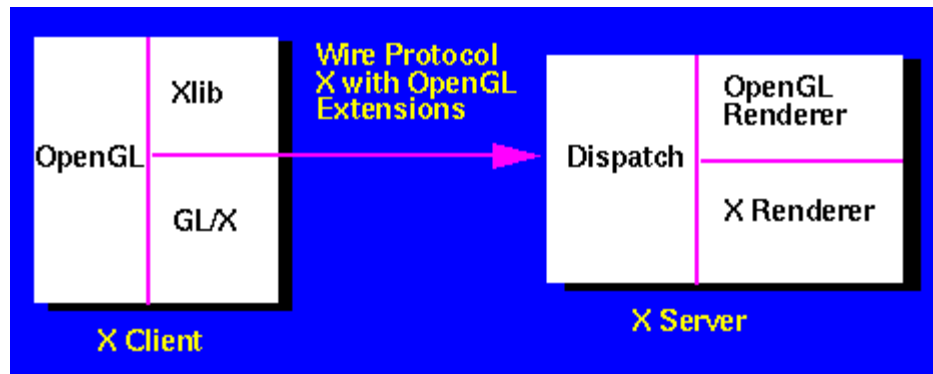 OpenGL
Xlib
GL/X
X Client
Wire Protocol
X with OpenGL
Extensions
Dispatch
OpenGL
Renderer
X Renderer
X Server